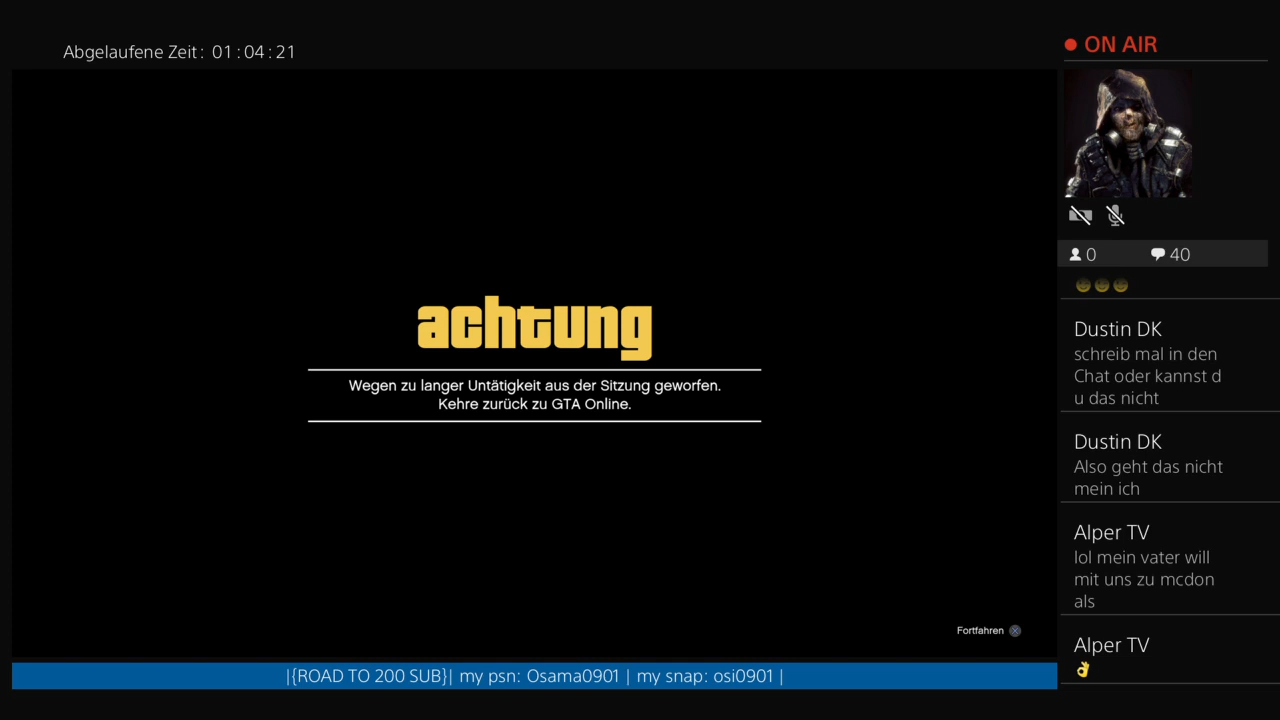 Abgelaufene Zeit: 01:04:21
ON AIR
0 40
achtung
Wegen zu langer Untätigkeit aus der Sitzung geworfen.
Kehre zurück zu GTA Online.
Fortfahren
Dustin DK
schreib mal in den
Chat oder kannst d
u das nicht
Dustin DK
Also geht das nicht
mein ich
Alper TV
lol mein vater will
mit uns zu mcdon
als
Alper TV
👌
|{ROAD TO 200 SUB}| my psn: Osama0901 | my snap: osi0901 |